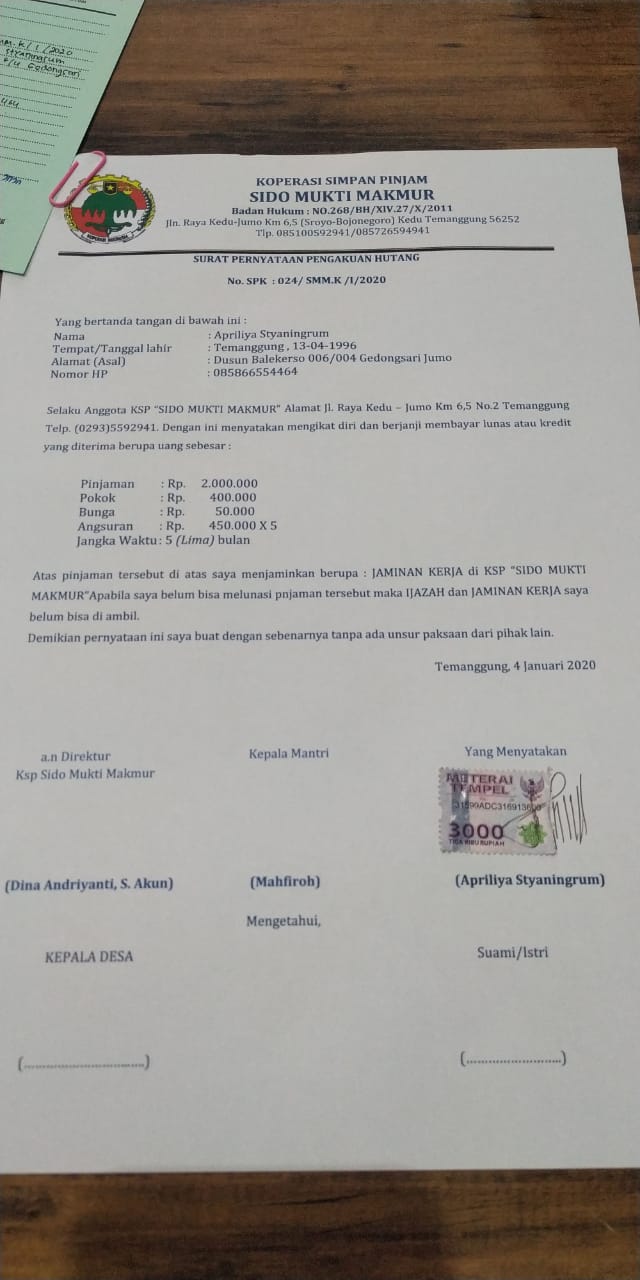 MM.K/1/2020
Styaningrum
Gedongsari
KOPERASI SIMPAN PINJAM
SIDO MUKTI MAKMUR
Badan Hukum : NO.268/BH/XIV.27/X/2011
Jln. Raya Kedu-Jumo Km 6,5 (Sroyo-Bojonegoro) Kedu Temanggung 56252
Tlp. 085100592941/085726594941
SURAT PERNYATAAN PENGAKUAN HUTANG
No. SPK : 024/ SMM.K /I/2020
Yang bertanda tangan di bawah ini :
Nama : Apriliya Styaningrum
Tempat/Tanggal lahir : Temanggung , 13-04-1996
Alamat (Asal) : Dusun Balekerso 006/004 Gedongsari Jumo
Nomor HP : 085866554464
Selaku Anggota KSP "SIDO MUKTI MAKMUR" Alamat Jl. Raya Kedu – Jumo Km 6,5 No.2 Temanggung
Telp. (0293)5592941. Dengan ini menyatakan mengikat diri dan berjanji membayar lunas atau kredit
yang diterima berupa uang sebesar :
Pinjaman : Rp. 2.000.000
Pokok : Rp. 400.000
Bunga : Rp. 50.000
Angsuran : Rp. 450.000 X 5
Jangka Waktu : 5 (Lima) bulan
Atas pinjaman tersebut di atas saya menjaminkan berupa : JAMINAN KERJA di KSP "SIDO MUKTI
MAKMUR"Apabila saya belum bisa melunasi pnjaman tersebut maka IJAZAH dan JAMINAN KERJA saya
belum bisa di ambil.
Demikian pernyataan ini saya buat dengan sebenarnya tanpa ada unsur paksaan dari pihak lain.
Temanggung, 4 Januari 2020
a.n Direktur Kepala Mantri Yang Menyatakan
Ksp Sido Mukti Makmur
METERAI
TEMPEL
3000
TIGA RIBU RUPIAH
(Dina Andriyanti, S. Akun) (Mahfiroh) (Apriliya Styaningrum)
Mengetahui,
KEPALA DESA Suami/Istri
(..............................) (..........................)